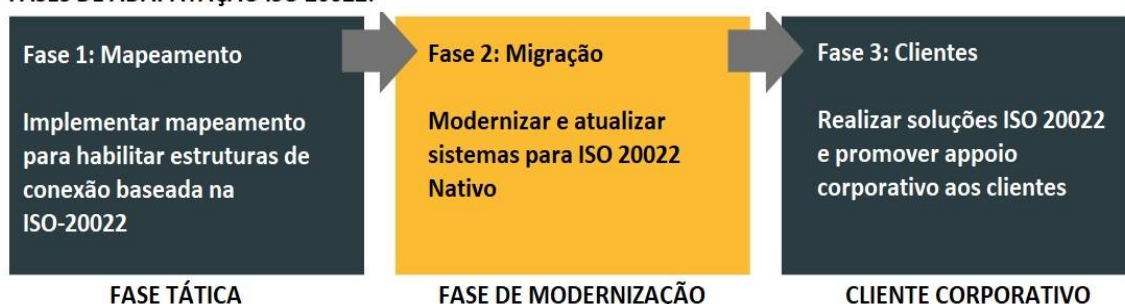 Fase 1: Mapeamento
Implementar mapeamento
para habilitar estruturas de
conexão baseada na
ISO-20022
FASE TÁTICA
Fase 2: Migração
Modernizar e atualizar
sistemas para ISO 20022
Nativo
FASE DE MODERNIZAÇÃO
Fase 3: Clientes
Realizar soluções ISO 20022
e promover appoio
corporativo aos clientes
CLIENTE CORPORATIVO